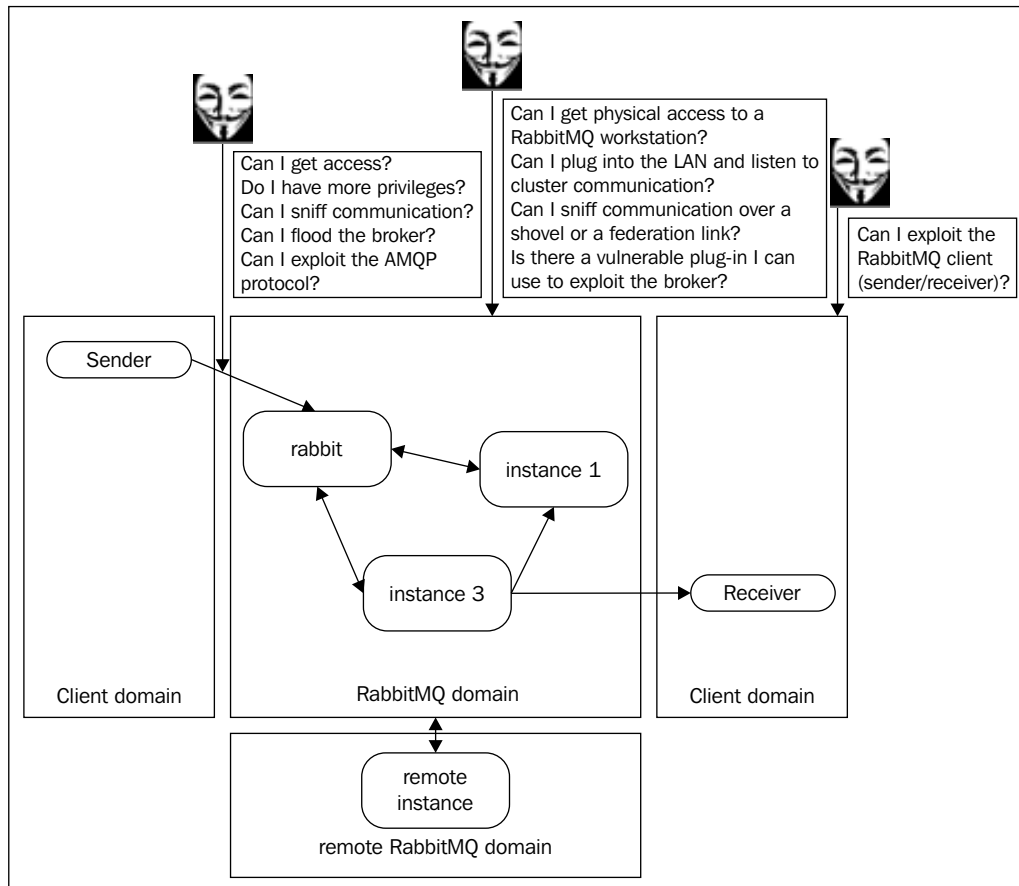 Can I get access?
Do I have more privileges?
Can I sniff communication?
Can I flood the broker?
Can I exploit the AMQP
protocol?
Can I get physical access to a
RabbitMQ workstation?
Can I plug into the LAN and listen to
cluster communication?
Can I sniff communication over a
shovel or a federation link?
Is there a vulnerable plug-in I can
use to exploit the broker?
Can I exploit the
RabbitMQ client
(sender/receiver)?
Sender
rabbit
instance 1
instance 3
Receiver
Client domain
RabbitMQ domain
Client domain
remote
instance
remote RabbitMQ domain